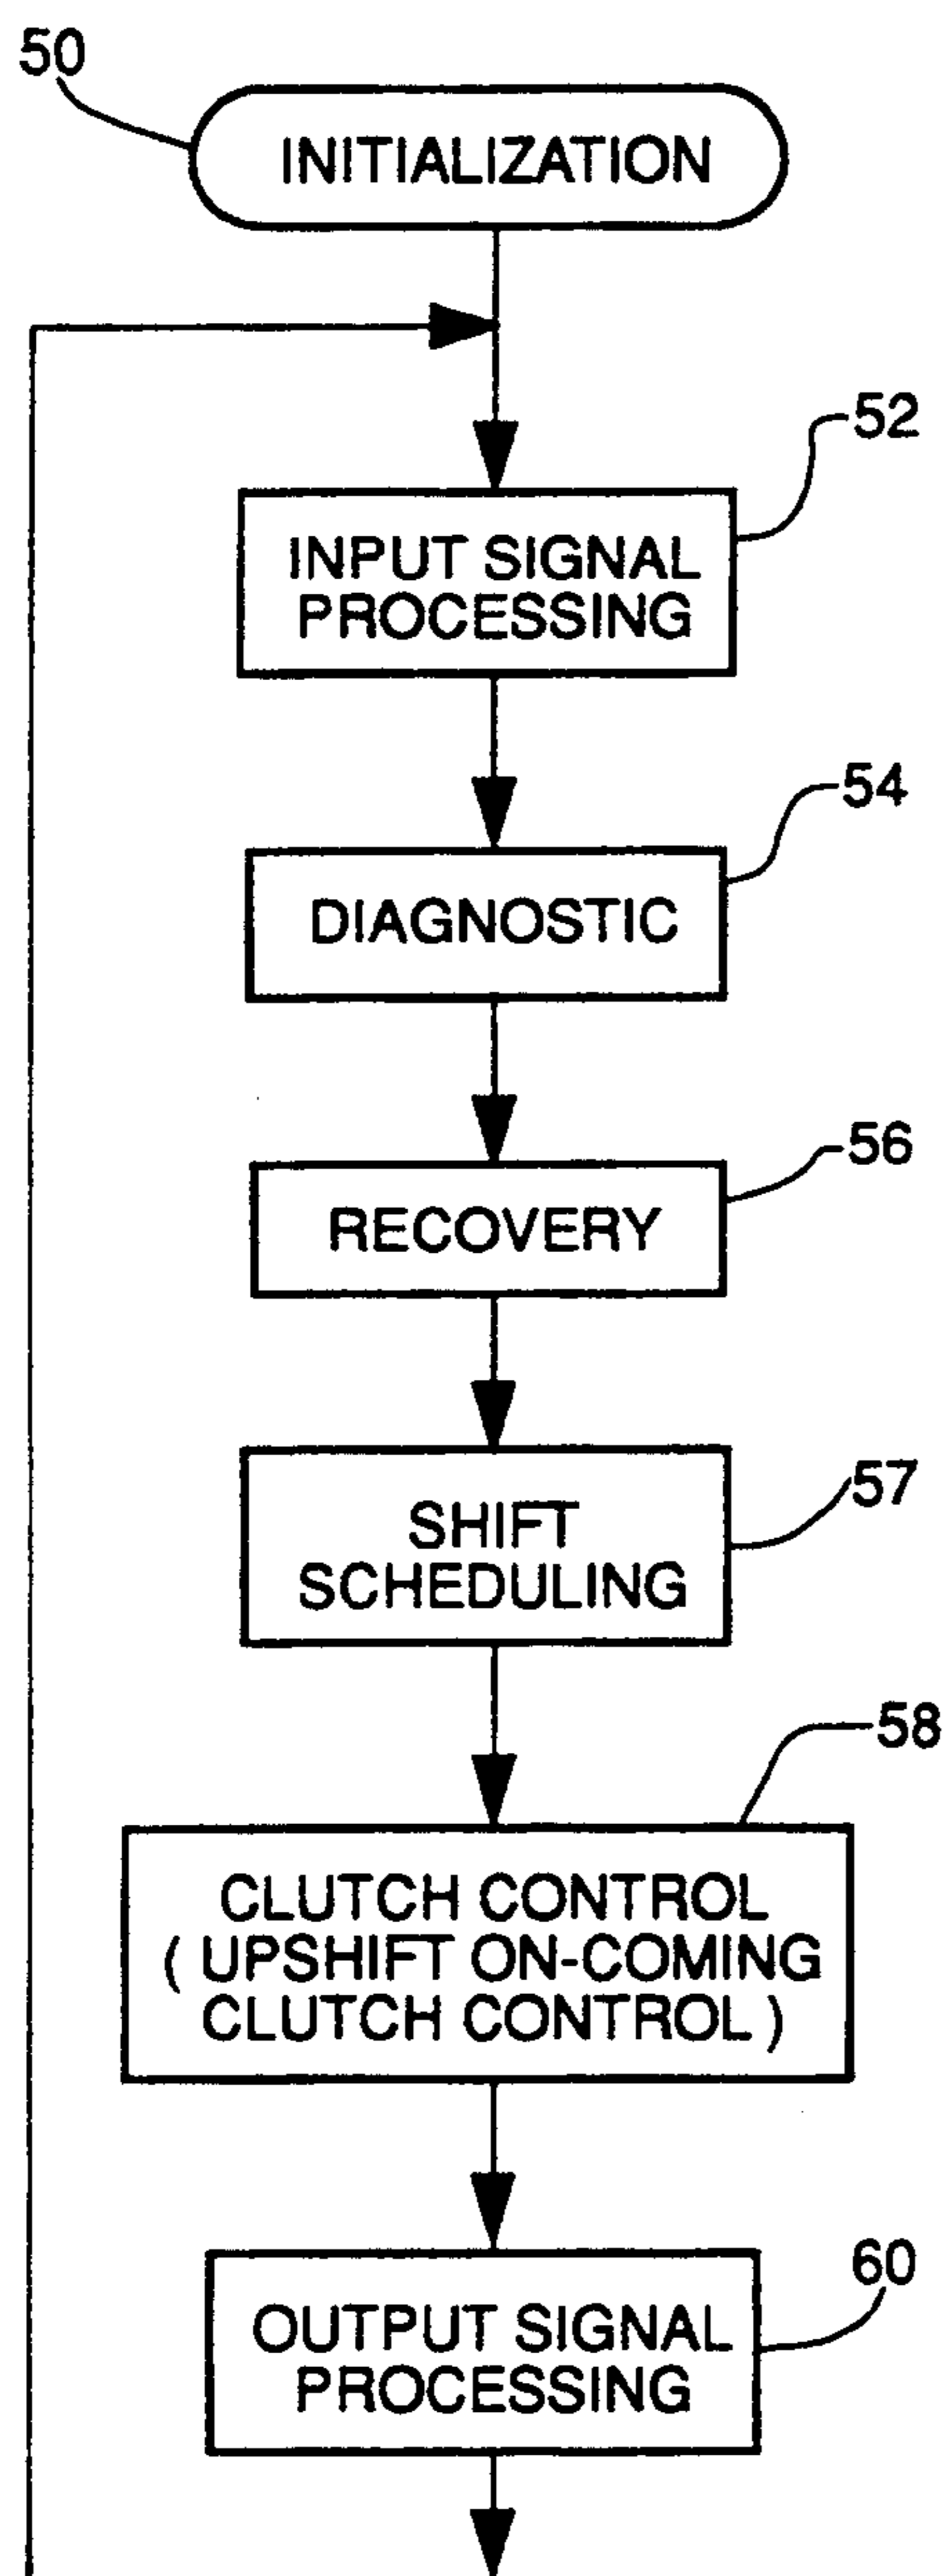 50
INITIALIZATION
52
INPUT SIGNAL
PROCESSING
54
DIAGNOSTIC
56
RECOVERY
57
SHIFT
SCHEDULING
58
CLUTCH CONTROL
( UPSHIFT ON-COMING
CLUTCH CONTROL )
60
OUTPUT SIGNAL
PROCESSING